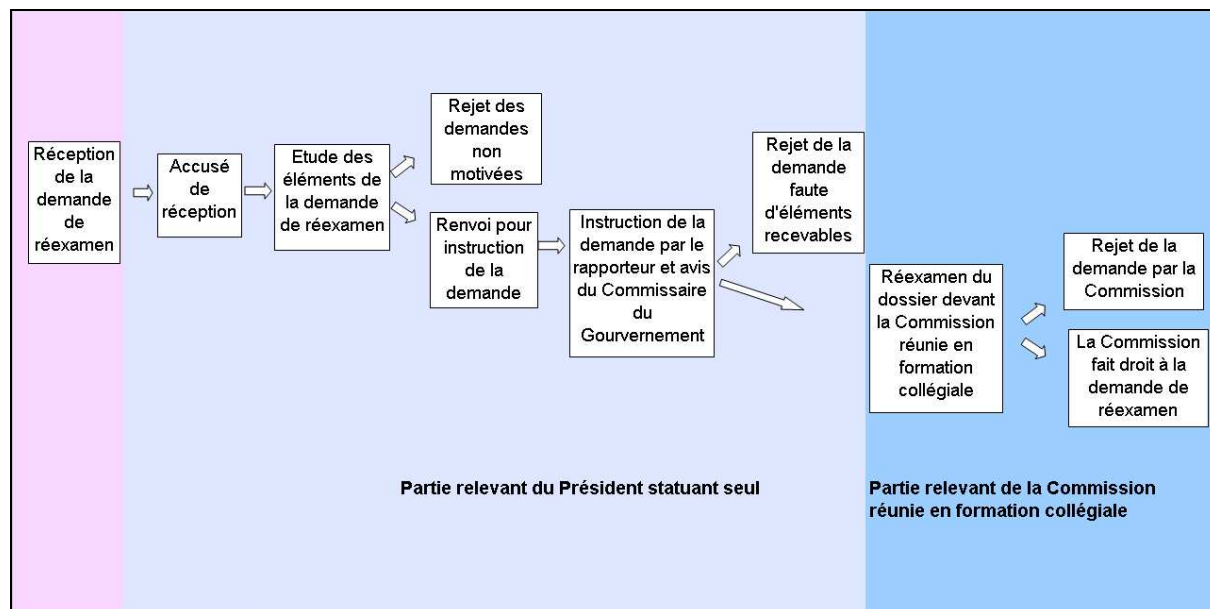 Réception
de la
demande
de
réexamen
Accusé
de
réception
Etude des
éléments de
la demande
de réexamen
Rejet des
demandes
non
motivées
Renvoi pour
instruction
de la
demande
Instruction de la
demande par le
rapporteur et avis
du Commissaire
du
Gourvernement
Rejet de la
demande
faute
d'éléments
recevables
Réexamen du
dossier devant
la Commission
réunie en
formation
collégiale
Rejet de la
demande par la
Commission
La Commission
fait droit à la
demande de
réexamen
Partie relevant du Président statuant seul
Partie relevant de la Commission
réunie en formation collégiale